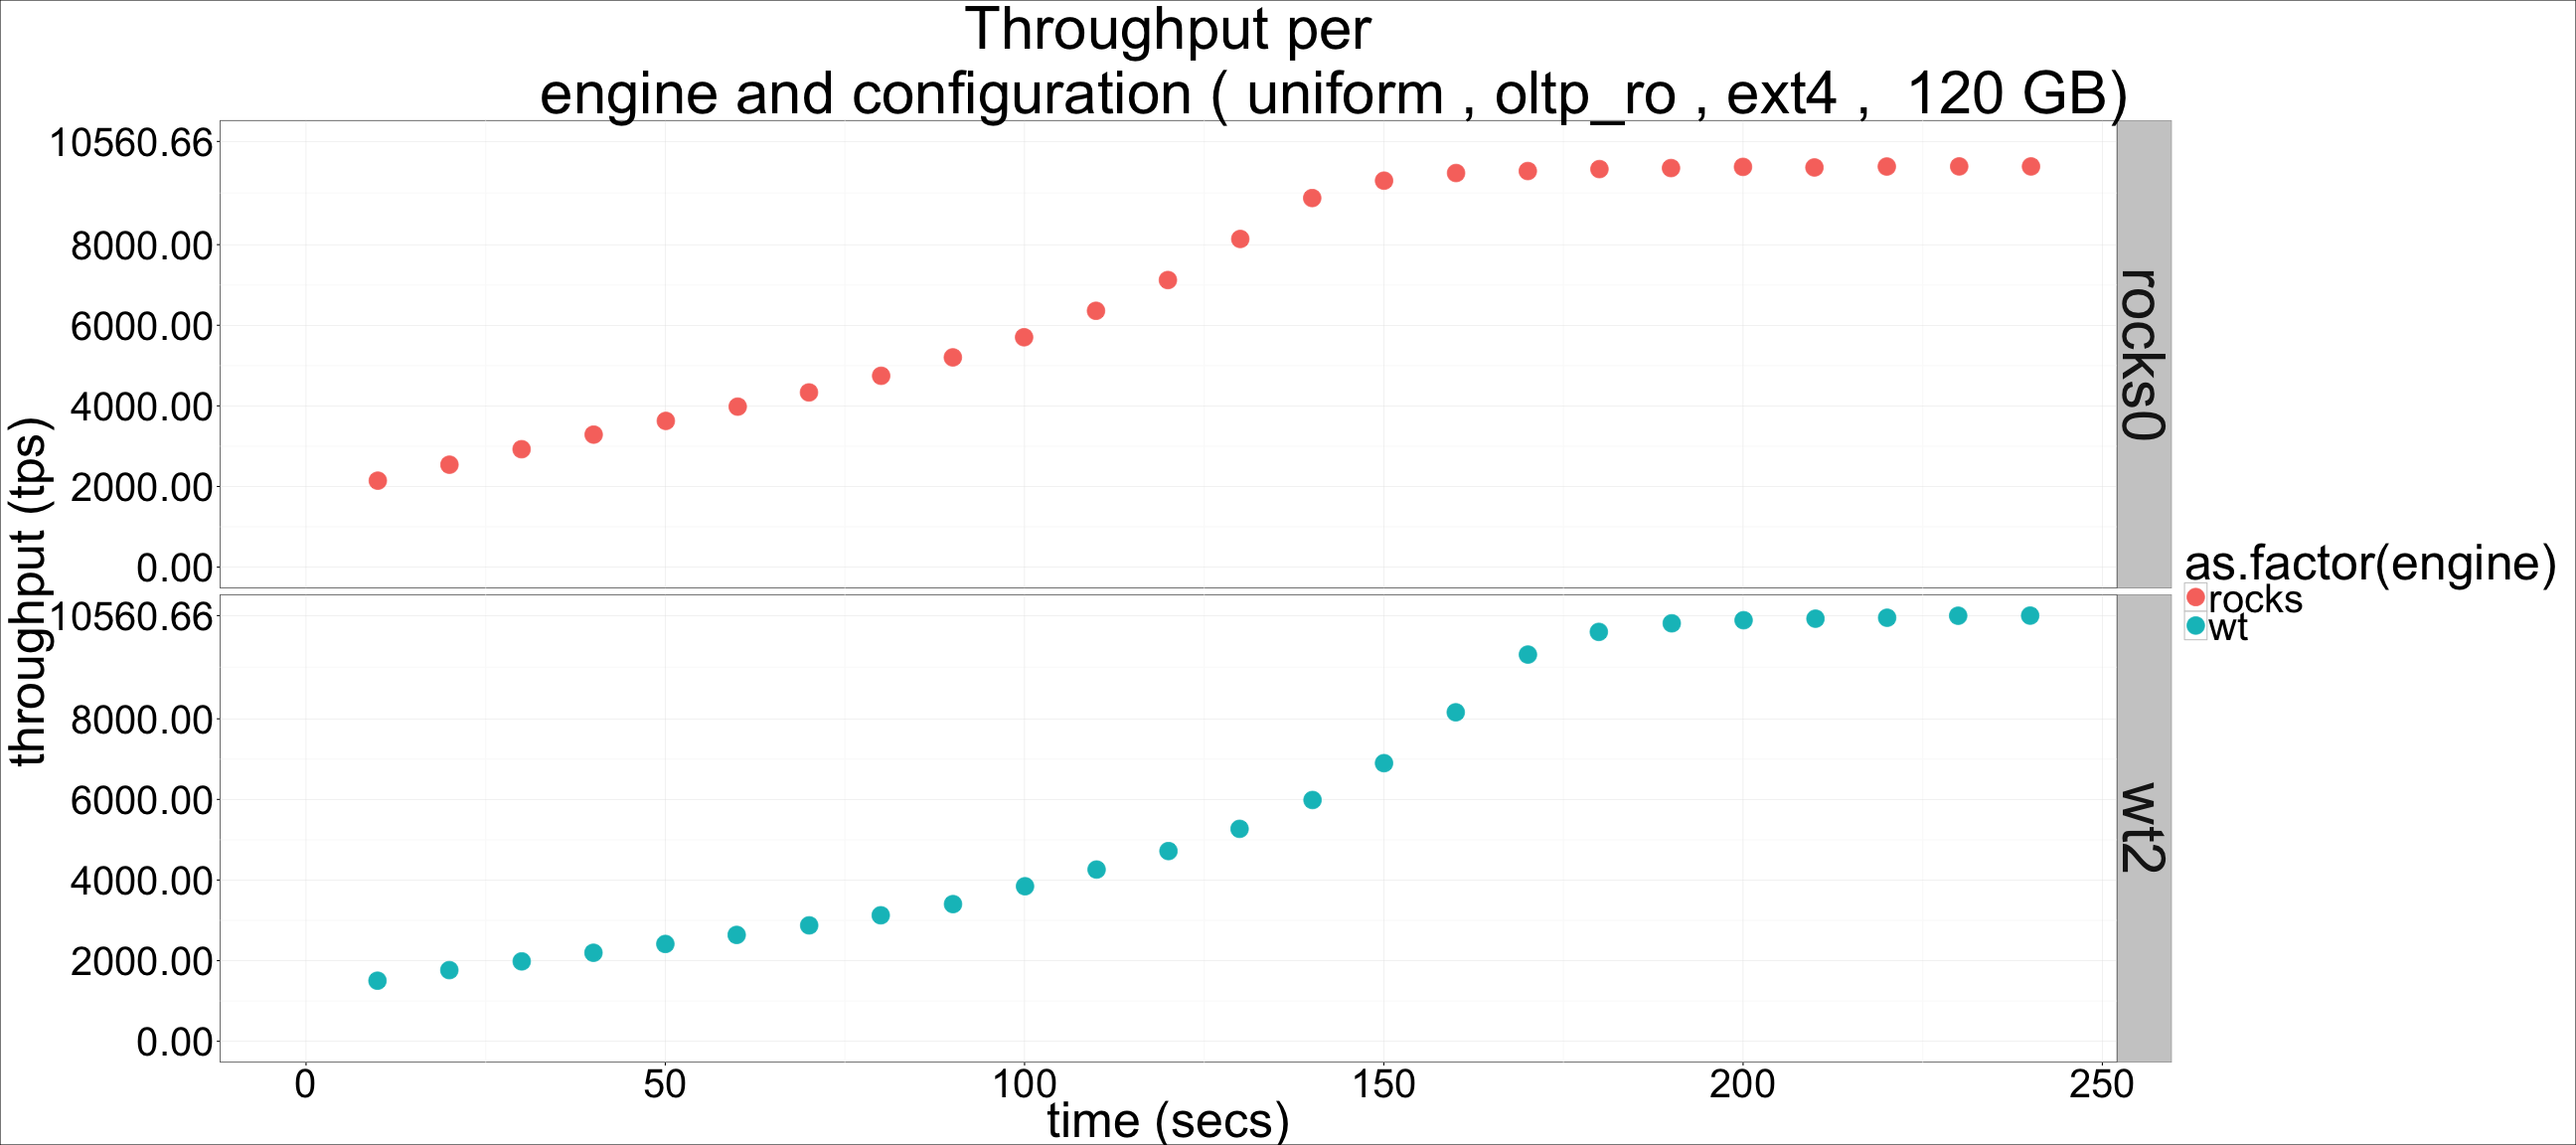 Throughput per
engine and configuration ( uniform , oltp_ro , ext4 ,  120 GB)
throughput (tps)
10560.66
8000.00
6000.00
4000.00
2000.00
0.00
rocks0
10560.66
8000.00
6000.00
4000.00
2000.00
0.00
wt2
0 50 100 150 200 250
time (secs)
as.factor(engine)
rocks
wt